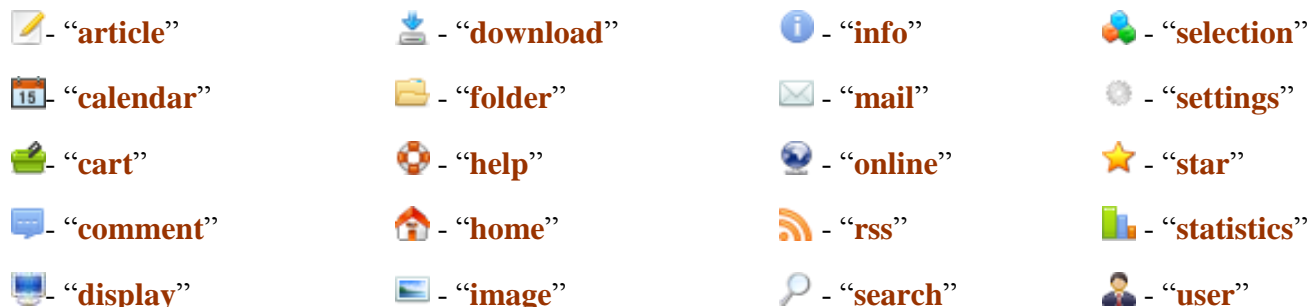 - “article” - “download” - “info” - “selection”
- “calendar” - “folder” - “mail” - “settings”
- “cart” - “help” - “online” - “star”
- “comment” - “home” - “rss” - “statistics”
- “display” - “image” - “search” - “user”